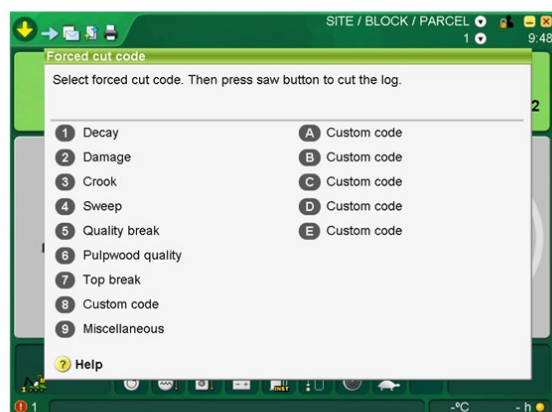 SITE / BLOCK / PARCEL
1
9:48
Forced cut code
Select forced cut code. Then press saw button to cut the log.
2
1 Decay
2 Damage
3 Crook
4 Sweep
5 Quality break
6 Pulpwood quality
7 Top break
8 Custom code
9 Miscellaneous
A Custom code
B Custom code
C Custom code
D Custom code
E Custom code
? Help
INST
1
-°C
- h